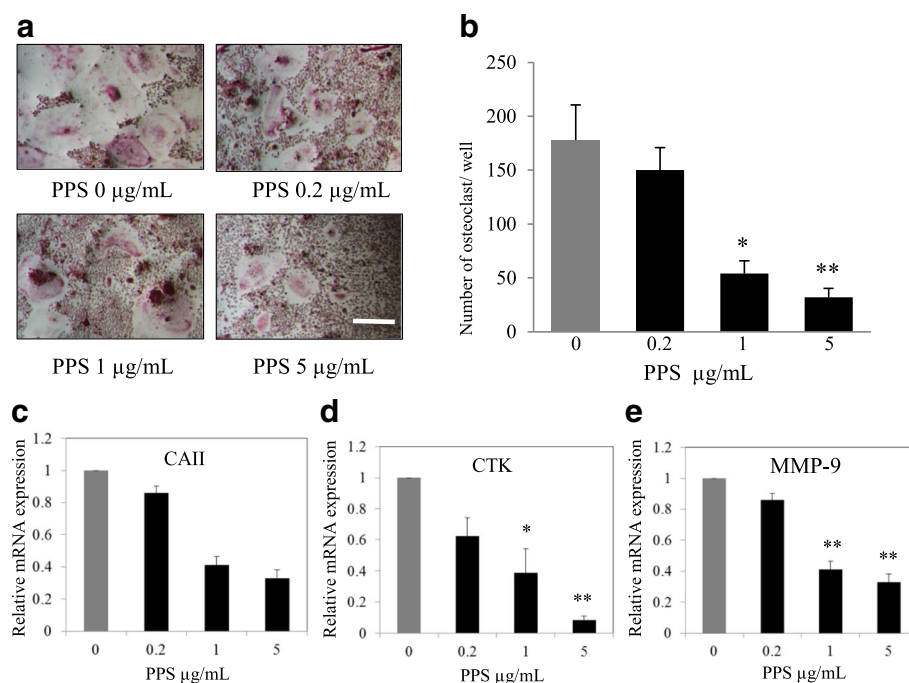 a
PPS 0 µg/mL
PPS 0.2 µg/mL
PPS 1 µg/mL
PPS 5 µg/mL
b
Number of osteoclast/ well
250
200
150
100
50
0
*
**
0 0.2 1 5
PPS µg/mL
c
Relative mRNA expression
CAII
1.2
1
0.8
0.6
0.4
0.2
0
0 0.2 1 5
PPS µg/mL
d
Relative mRNA expression
CTK
1.2
1
0.8
0.6
0.4
0.2
0
*
**
0 0.2 1 5
PPS µg/mL
e
Relative mRNA expression
MMP-9
1.2
1
0.8
0.6
0.4
0.2
0
**
**
0 0.2 1 5
PPS µg/mL